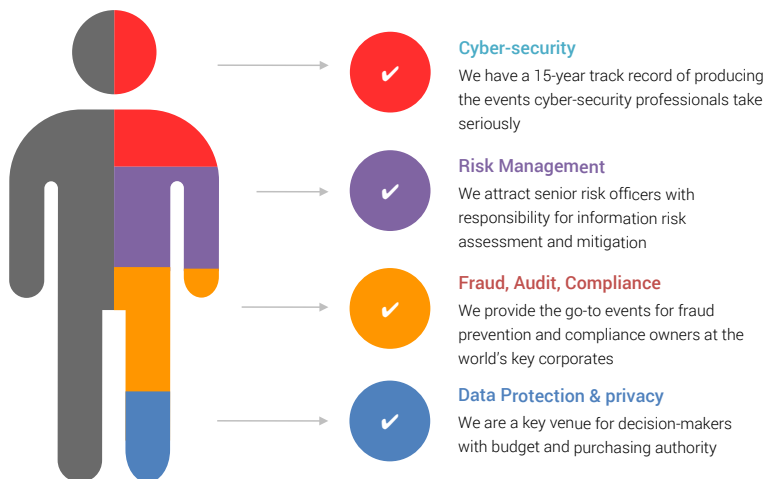 Cyber-security
We have a 15-year track record of producing
the events cyber-security professionals take
seriously
Risk Management
We attract senior risk officers with
responsibility for information risk
assessment and mitigation
Fraud, Audit, Compliance
We provide the go-to events for fraud
prevention and compliance owners at the
world's key corporates
Data Protection & privacy
We are a key venue for decision-makers
with budget and purchasing authority